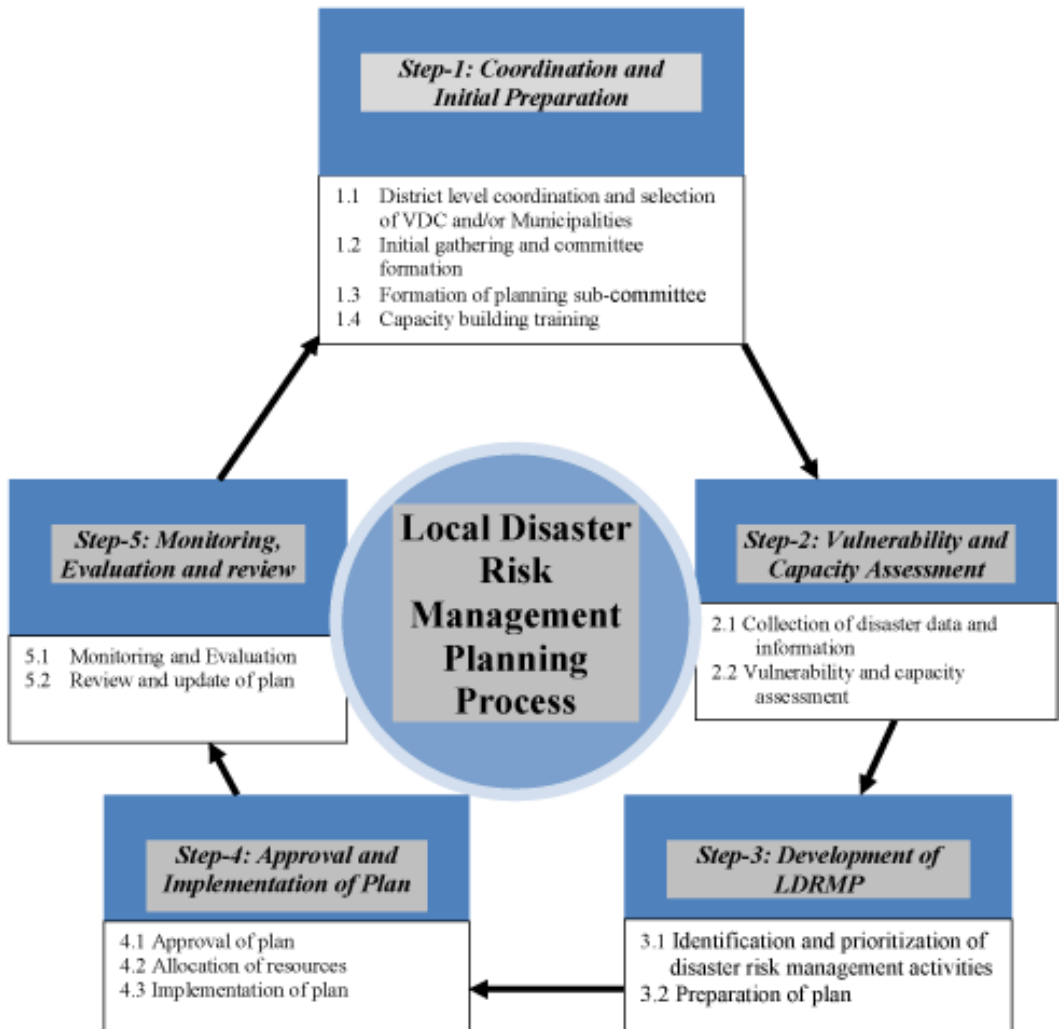 Step-1: Coordination and
Initial Preparation
1.1 District level coordination and selection
of VDC and/or Municipalities
1.2 Initial gathering and committee
formation
1.3 Formation of planning sub-committee
1.4 Capacity building training
Local Disaster
Risk
Management
Planning
Process
Step-2: Vulnerability and
Capacity Assessment
2.1 Collection of disaster data and
information
2.2 Vulnerability and capacity
assessment
Step-3: Development of
LDRMP
3.1 Identification and prioritization of
disaster risk management activities
3.2 Preparation of plan
Step-4: Approval and
Implementation of Plan
4.1 Approval of plan
4.2 Allocation of resources
4.3 Implementation of plan
Step-5: Monitoring,
Evaluation and review
5.1 Monitoring and Evaluation
5.2 Review and update of plan